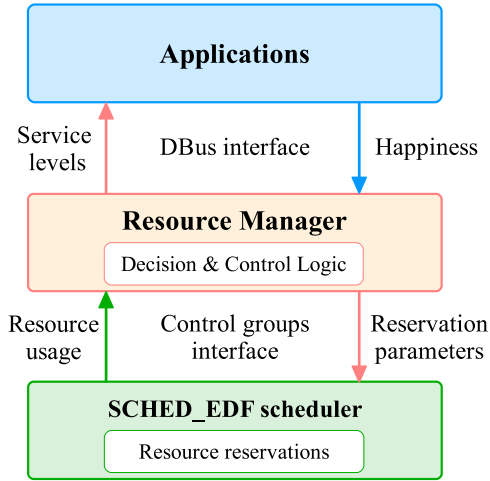 Applications
Service
levels
DBus interface
Happiness
Resource Manager
Decision & Control Logic
Resource
usage
Control groups
interface
Reservation
parameters
SCHED_EDF scheduler
Resource reservations